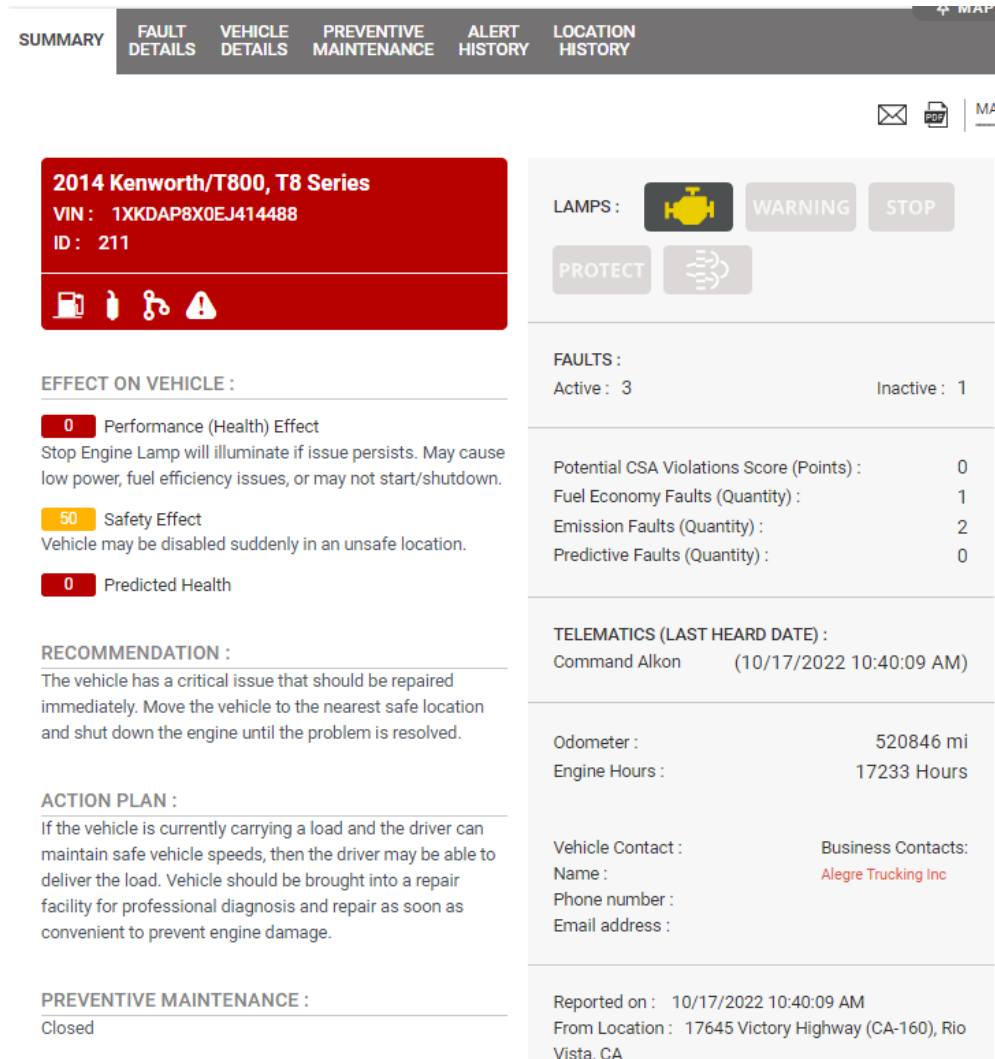 MAP
SUMMARY
FAULT DETAILS
VEHICLE DETAILS
PREVENTIVE MAINTENANCE
ALERT HISTORY
LOCATION HISTORY
PDF
MA
2014 Kenworth/T800, T8 Series
VIN : 1XKDAP8X0EJ414488
ID : 211
EFFECT ON VEHICLE :
0 Performance (Health) Effect
Stop Engine Lamp will illuminate if issue persists. May cause
low power, fuel efficiency issues, or may not start/shutdown.
50 Safety Effect
Vehicle may be disabled suddenly in an unsafe location.
0 Predicted Health
RECOMMENDATION :
The vehicle has a critical issue that should be repaired
immediately. Move the vehicle to the nearest safe location
and shut down the engine until the problem is resolved.
ACTION PLAN :
If the vehicle is currently carrying a load and the driver can
maintain safe vehicle speeds, then the driver may be able to
deliver the load. Vehicle should be brought into a repair
facility for professional diagnosis and repair as soon as
convenient to prevent engine damage.
PREVENTIVE MAINTENANCE :
Closed
LAMPS : WARNING STOP
PROTECT
FAULTS :
Active : 3 Inactive : 1
Potential CSA Violations Score (Points) : 0
Fuel Economy Faults (Quantity) : 1
Emission Faults (Quantity) : 2
Predictive Faults (Quantity) : 0
TELEMATICS (LAST HEARD DATE) :
Command Alkon (10/17/2022 10:40:09 AM)
Odometer : 520846 mi
Engine Hours : 17233 Hours
Vehicle Contact : Business Contacts:
Name : Alegre Trucking Inc
Phone number :
Email address :
Reported on : 10/17/2022 10:40:09 AM
From Location : 17645 Victory Highway (CA-160), Rio
Vista, CA